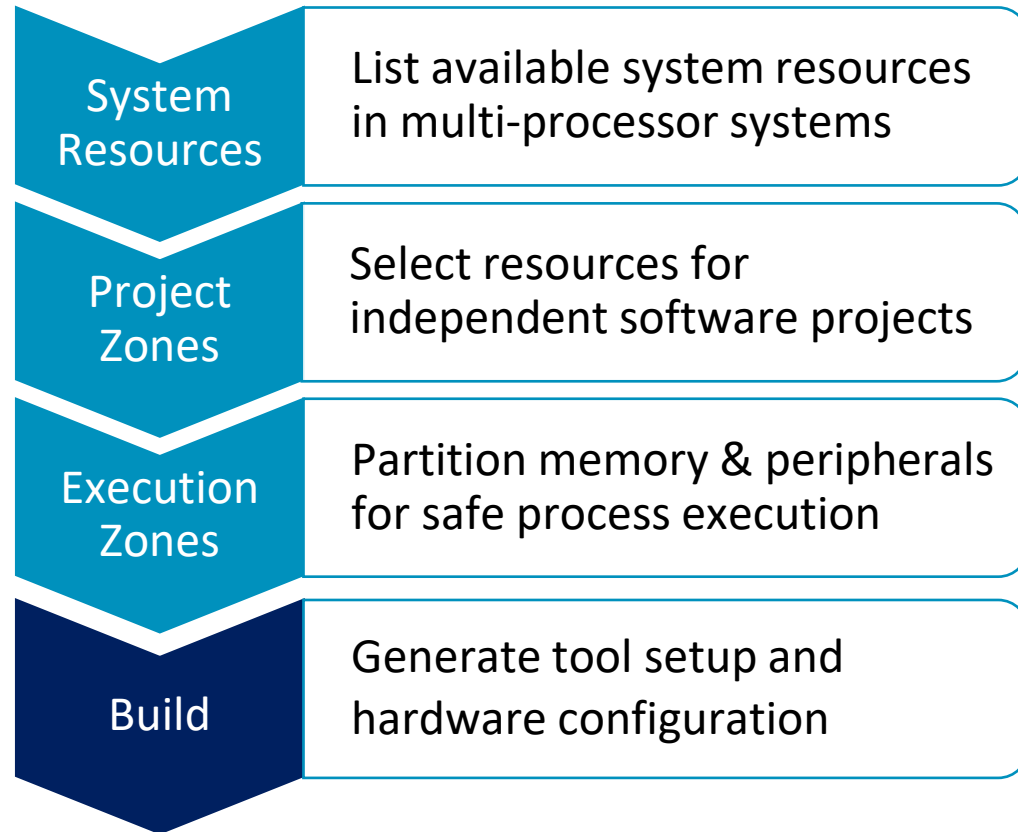 System
Resources
List available system resources
in multi-processor systems
Project
Zones
Select resources for
independent software projects
Execution
Zones
Partition memory & peripherals
for safe process execution
Build
Generate tool setup and
hardware configuration